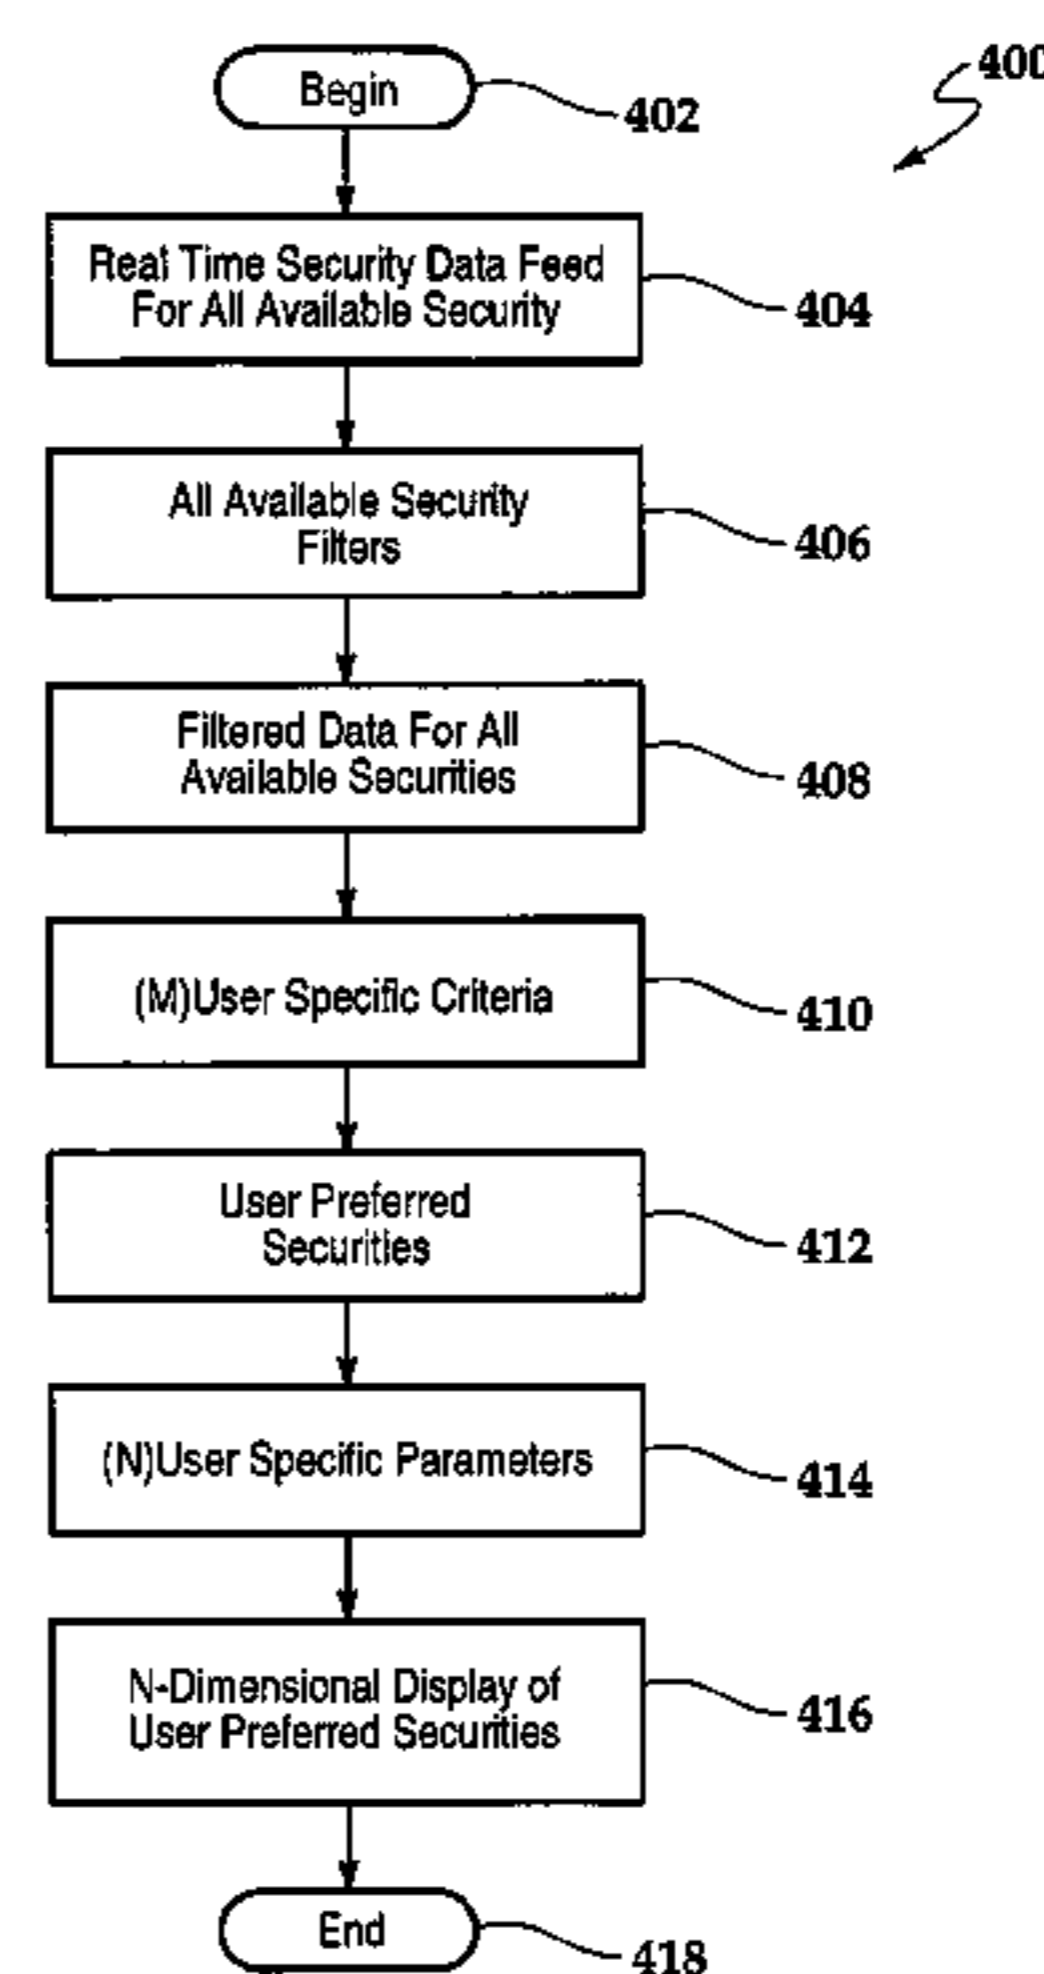 Begin
402
400
Real Time Security Data Feed
For All Available Security
404
All Available Security
Filters
406
Filtered Data For All
Available Securities
408
(M)User Specific Criteria
410
User Preferred
Securities
412
(N)User Specific Parameters
414
N-Dimensional Display of
User Preferred Securities
416
End
418